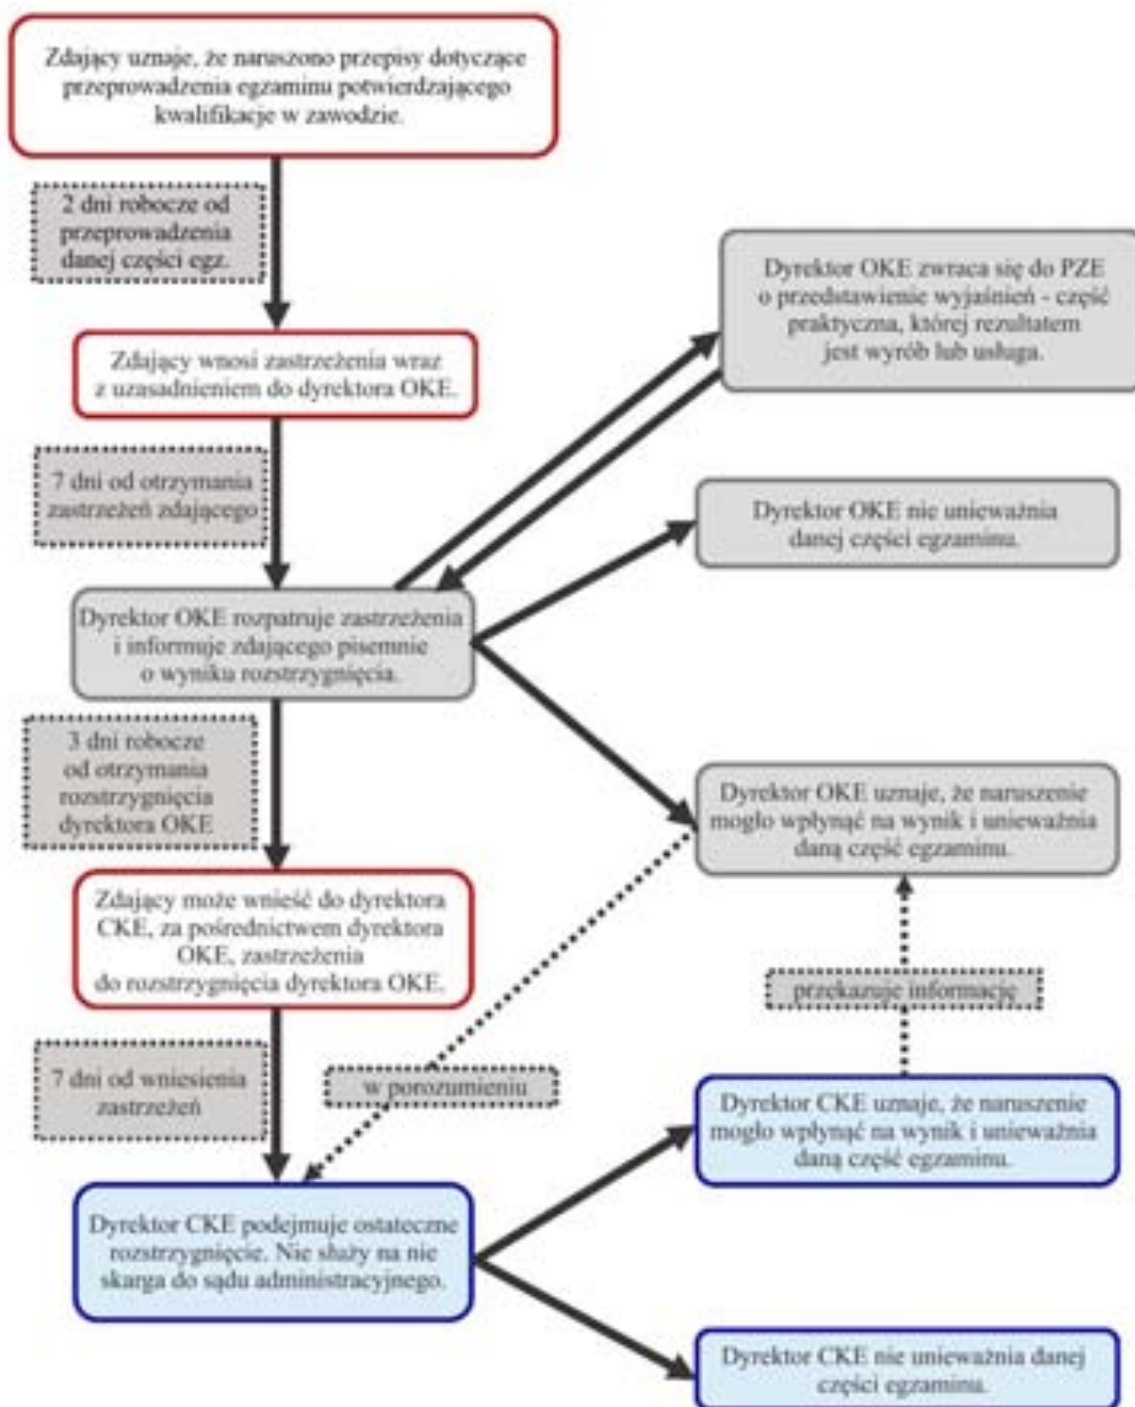 Zdający uznaje, że naruszono przepisy dotyczące
przeprowadzenia egzaminu potwierdzającego
kwalifikacje w zawodzie.
2 dni robocze od
przeprowadzenia
danej części egz.
Dyrektor OKE zwraca się do PZE
o przedstawienie wyjaśnień - część
praktyczna, której rezultatem
jest wyrób lub usługa.
Zdający wnosi zastrzeżenia wraz
z uzasadnieniem do dyrektora OKE.
7 dni od otrzymania
zastrzeżeń zdającego
Dyrektor OKE nie unieważnia
danej części egzaminu.
Dyrektor OKE rozpatruje zastrzeżenia
i informuje zdającego pisemnie
o wyniku rozstrzygnięcia.
3 dni robocze
od otrzymania
rozstrzygnięcia
dyrektora OKE
Dyrektor OKE uznaje, że naruszenie
mogło wpłynąć na wynik i unieważnia
daną część egzaminu.
Zdający może wnieść do dyrektora
CKE, za pośrednictwem dyrektora
OKE, zastrzeżenia
do rozstrzygnięcia dyrektora OKE.
przekazuje informację
7 dni od wniesienia
zastrzeżeń
w porozumieniu
Dyrektor CKE uznaje, że naruszenie
mogło wpłynąć na wynik i unieważnia
daną część egzaminu.
Dyrektor CKE podejmuje ostateczne
rozstrzygnięcie. Nie służy na nie
skarga do sądu administracyjnego.
Dyrektor CKE nie unieważnia danej
części egzaminu.